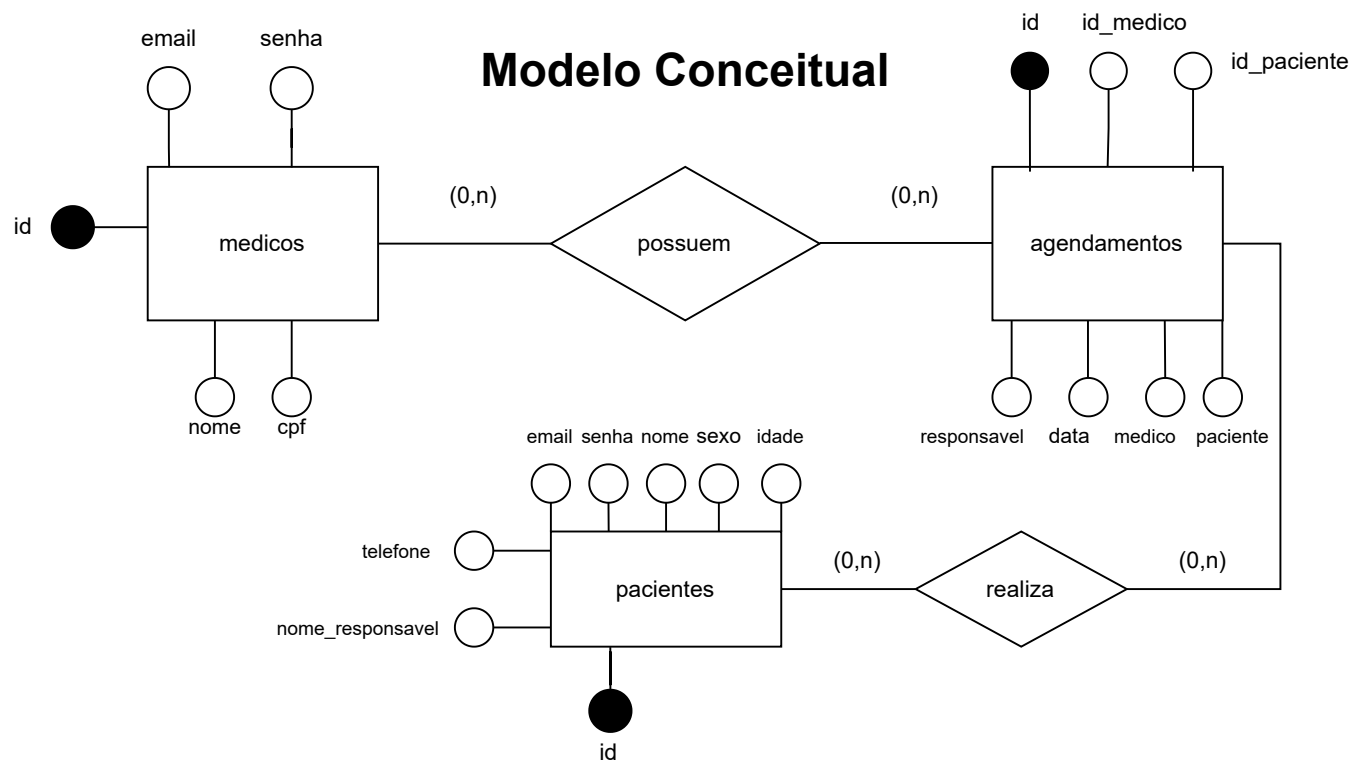 Modelo Conceitual
email
senha
id
medicos
nome
cpf
(0,n)
possuem
(0,n)
id
id_medico
id_paciente
agendamentos
responsavel
data
medico
paciente
email
senha
nome
sexo
idade
telefone
nome_responsavel
pacientes
id
(0,n)
realiza
(0,n)